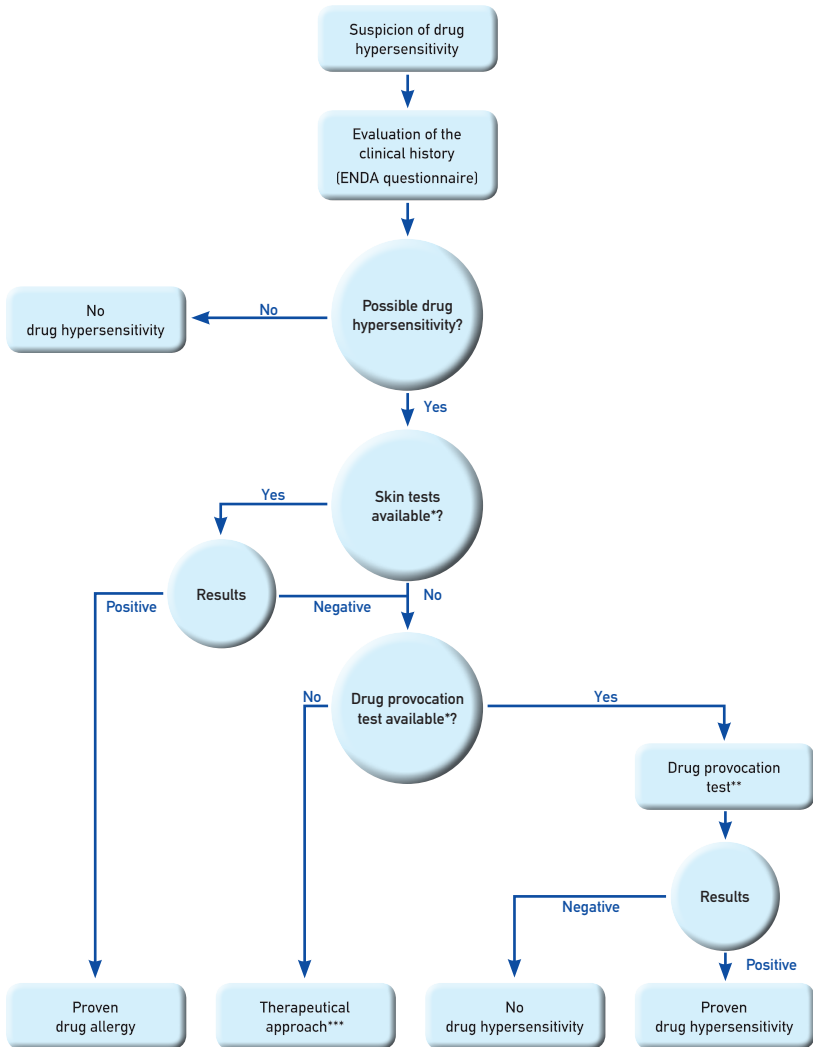 Suspicion of drug
hypersensitivity
Evaluation of the
clinical history
(ENDA questionnaire)
Possible drug
hypersensitivity?
No
No
drug hypersensitivity
Yes
Skin tests
available*?
Yes
Results
Positive
Negative
No
Drug provocation
test available*?
No
Yes
Drug provocation
test**
Results
Negative
Positive
Proven
drug allergy
Therapeutical
approach***
No
drug hypersensitivity
Proven
drug hypersensitivity